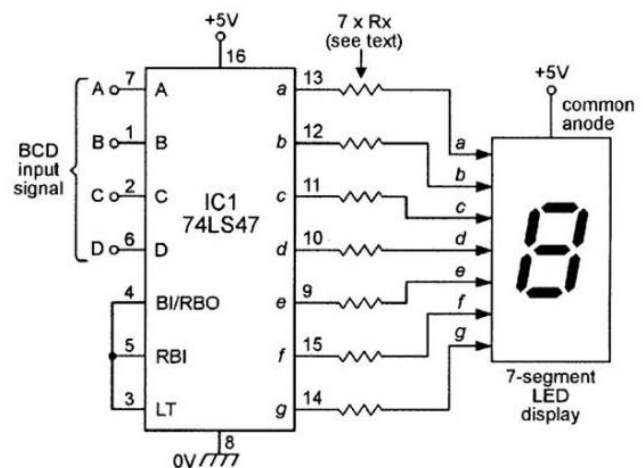 +5V
16
7 x Rx
(see text)
+5V
common
anode
BCD
input
signal
A 7 A
B 1 B
C 2 C
D 6 D
4 BI/RBO
5 RBI
3 LT
IC1
74LS47
a 13
b 12
c 11
d 10
e 9
f 15
g 14
8
0V
a
b
c
d
e
f
g
7-segment
LED
display